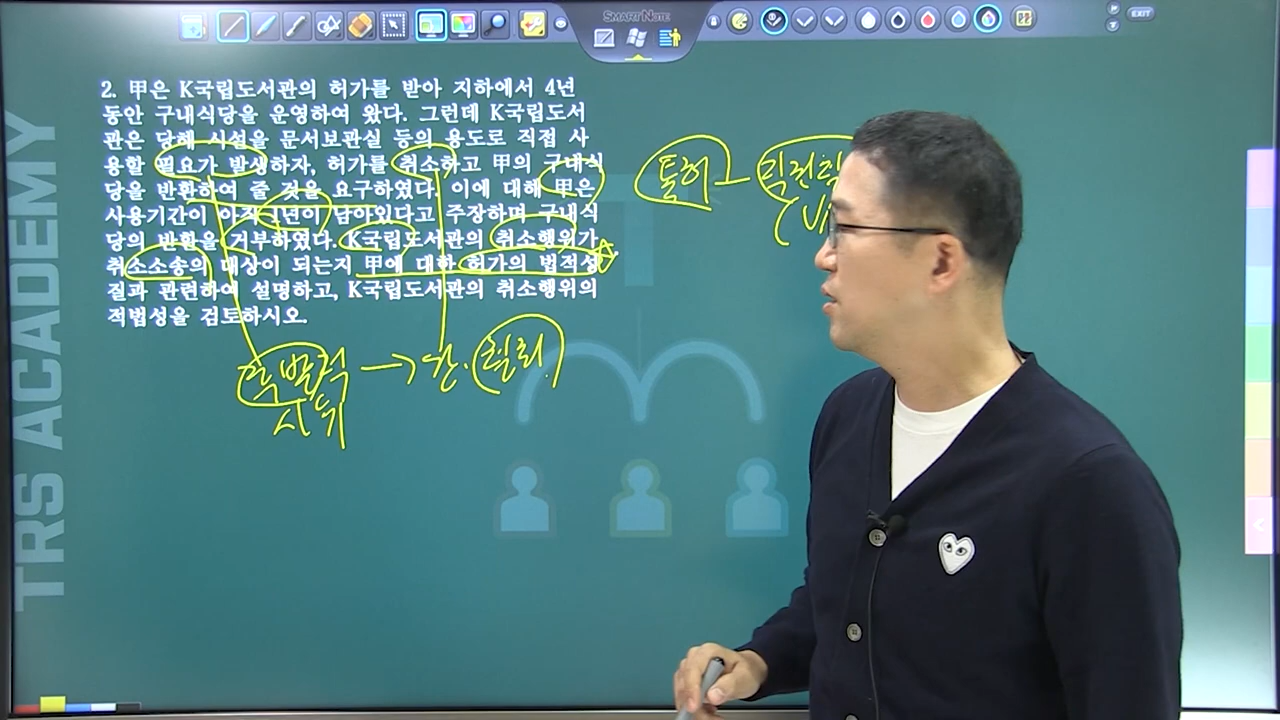 SMART NOTE
EXIT
2. 甲은 K국립도서관의 허가를 받아 지하에서 4년
동안 구내식당을 운영하여 왔다. 그런데 K국립도서
관은 당해 시설을 문서보관실 등의 용도로 직접 사
용할 필요가 발생하자, 허가를 취소하고 甲의 구내식
당을 반환하여 줄 것을 요구하였다. 이에 대해 甲은
사용기간이 아직 1년이 남아있다고 주장하며 구내식
당의 반환을 거부하였다. K국립도서관의 취소행위가
취소소송의 대상이 되는지 甲에 대한 허가의 법적성
질과 관련하여 설명하고, K국립도서관의 취소행위의
적법성을 검토하시오.
특허
후발적
사유
철회
TRS ACADEMY